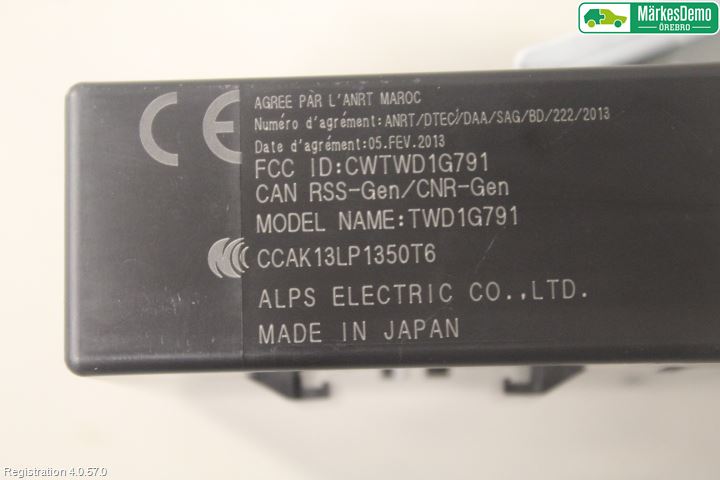 MärkesDemo
ÖREBRO
CE
AGREE PAR L'ANRT MAROC
Numéro d'agrément:ANRT/DTEC/DAA/SAG/BD/222/2013
Date d'agrément:05.FEV.2013
FCC ID:CWTWD1G791
CAN RSS-Gen/CNR-Gen
MODEL NAME:TWD1G791
CCAK13LP1350T6
ALPS ELECTRIC CO.,LTD.
MADE IN JAPAN
Registration 4.0.57.0